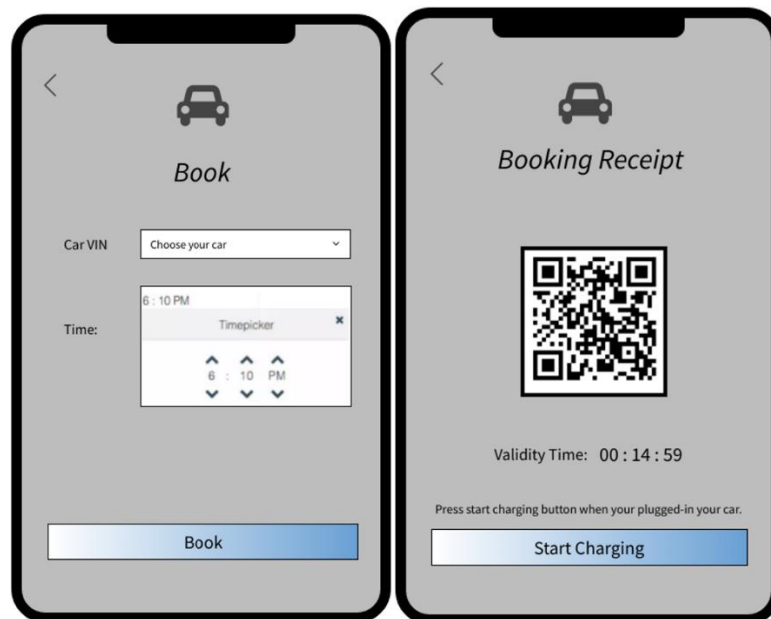 Book
Car VIN
Choose your car
Time:
6 : 10 PM
Timepicker
6 : 10 PM
Book
Booking Receipt
Validity Time: 00 : 14 : 59
Press start charging button when your plugged-in your car.
Start Charging